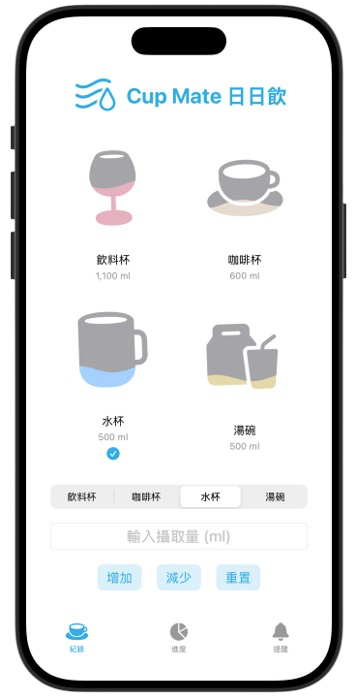 Cup Mate 日日飲
飲料杯
1,100 ml
咖啡杯
600 ml
水杯
500 ml
湯碗
500 ml
飲料杯 咖啡杯 水杯 湯碗
輸入攝取量 (ml)
增加 減少 重置
紀錄 進度 提醒